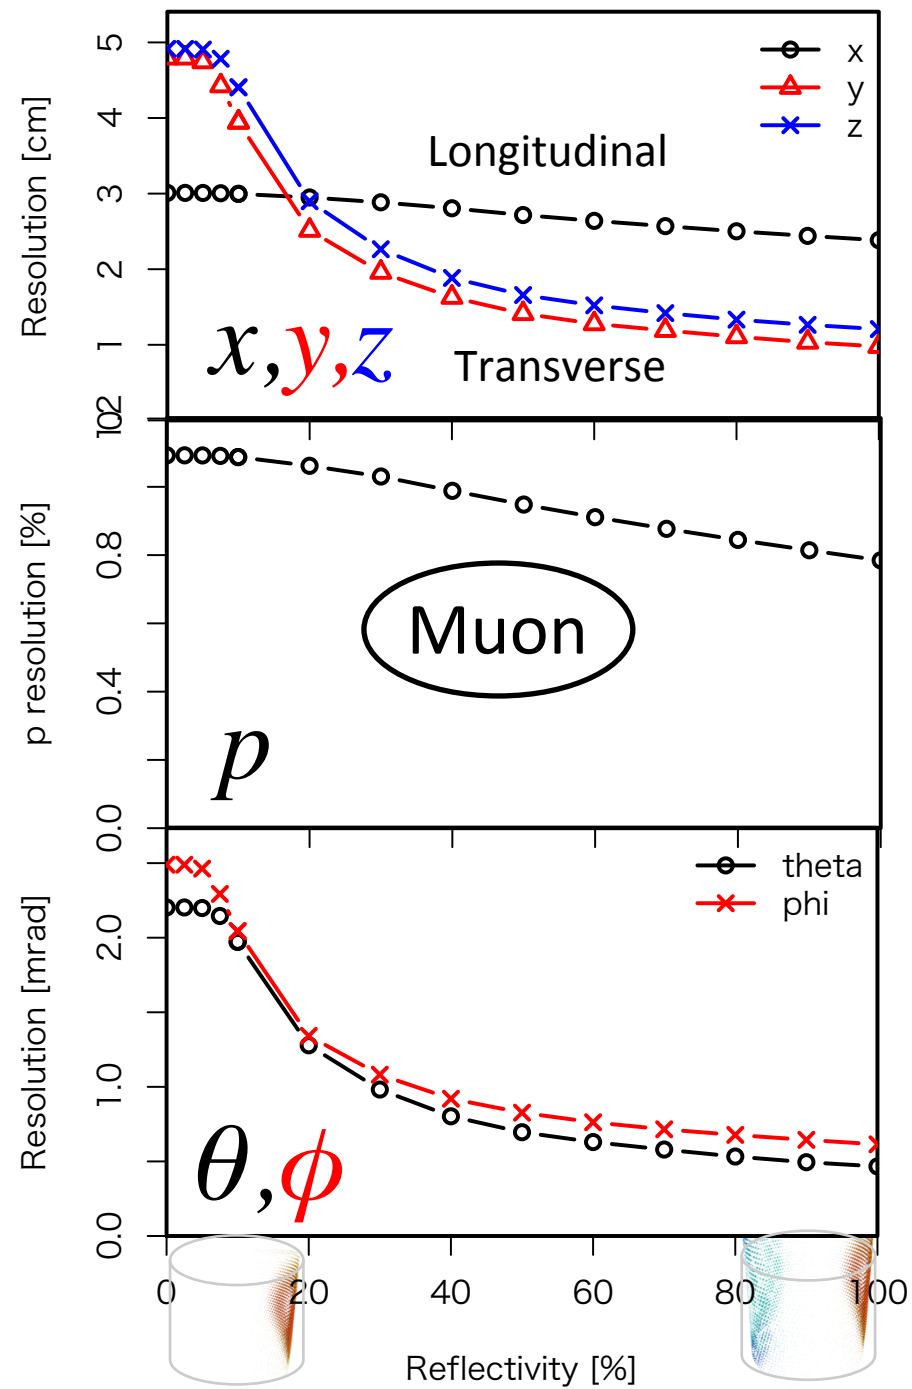 5
4
3
2
1
Resolution [cm]
x
y
z
Longitudinal
x,y,z
Transverse
1.2
0.8
0.4
0.0
p resolution [%]
Muon
p
2.0
1.0
0.0
Resolution [mrad]
theta
phi
θ,ϕ
0 20 40 60 80 100
Reflectivity [%]